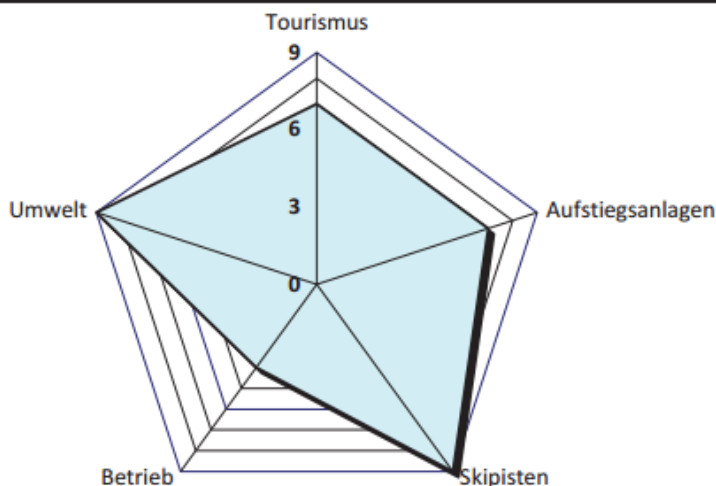 Tourismus
9
6
Umwelt
3
Aufstiegsanlagen
0
Betrieb
Skipisten